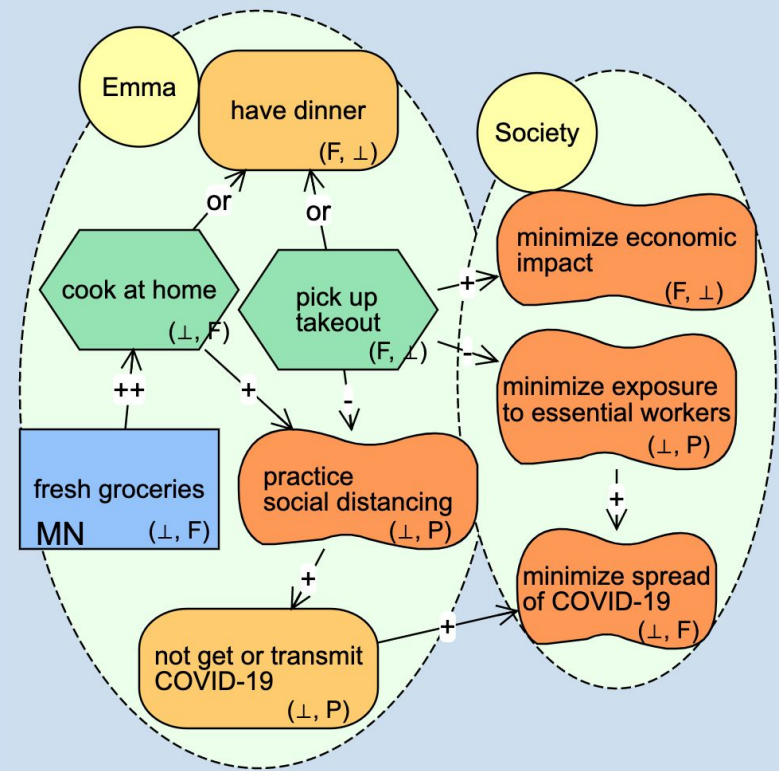 Emma
have dinner
(F, ⊥)
Society
or
or
minimize economic
impact
(F, ⊥)
cook at home
(⊥, F)
pick up
takeout
(F, ⊥)
+
-
++
+
-
minimize exposure
to essential workers
(⊥, P)
fresh groceries
MN
(⊥, F)
practice
social distancing
(⊥, P)
+
+
minimize spread
of COVID-19
(⊥, F)
not get or transmit
COVID-19
(⊥, P)
+